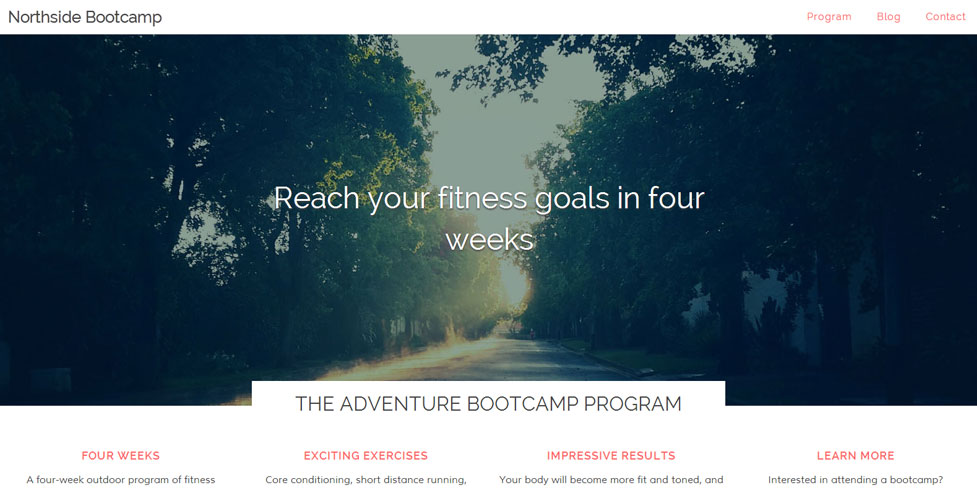 Northside Bootcamp
Program Blog Contact
Reach your fitness goals in four
weeks
THE ADVENTURE BOOTCAMP PROGRAM
FOUR WEEKS
A four-week outdoor program of fitness
EXCITING EXERCISES
Core conditioning, short distance running,
IMPRESSIVE RESULTS
Your body will become more fit and toned, and
LEARN MORE
Interested in attending a bootcamp?